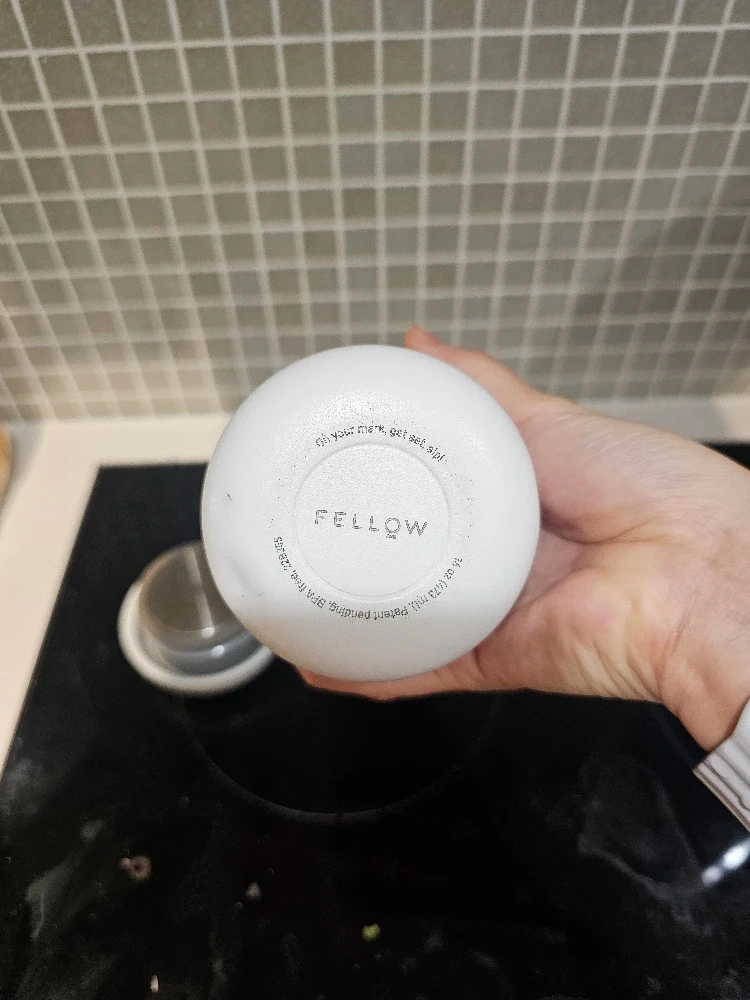 On your mark, get set, sip!
FELLOW
16 oz (473 ml), Patent pending, BPA free,